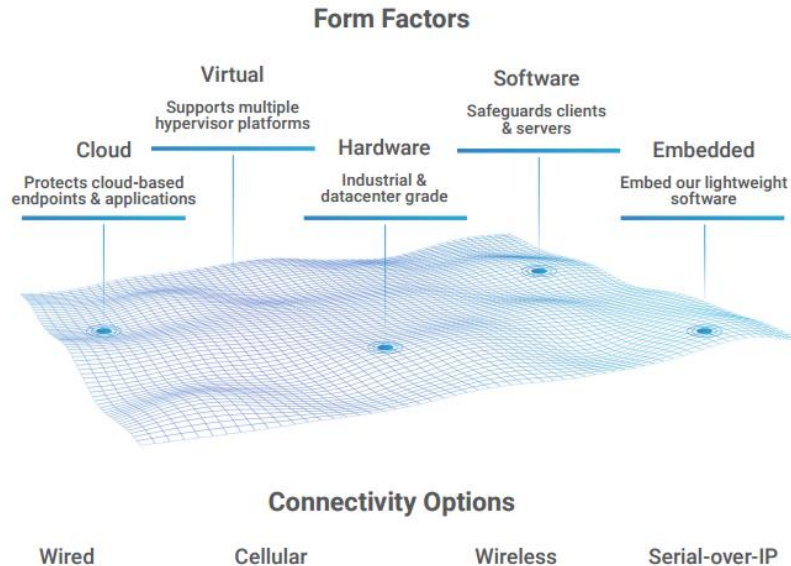 Form Factors
Virtual
Supports multiple
hypervisor platforms
Software
Safeguards clients
& servers
Cloud
Protects cloud-based
endpoints & applications
Hardware
Industrial &
datacenter grade
Embedded
Embed our lightweight
software
Connectivity Options
Wired
Cellular
Wireless
Serial-over-IP